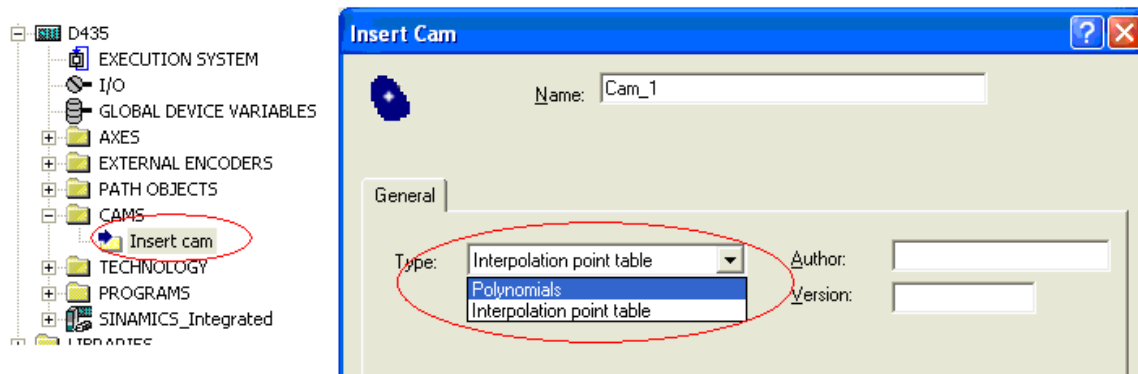 D435
EXECUTION SYSTEM
I/O
GLOBAL DEVICE VARIABLES
AXES
EXTERNAL ENCODERS
PATH OBJECTS
CAMS
Insert cam
TECHNOLOGY
PROGRAMS
SINAMICS_Integrated
LIBRARIES
Insert Cam
Name: Cam_1
General
Type: Interpolation point table Author:
Polynomials Version:
Interpolation point table